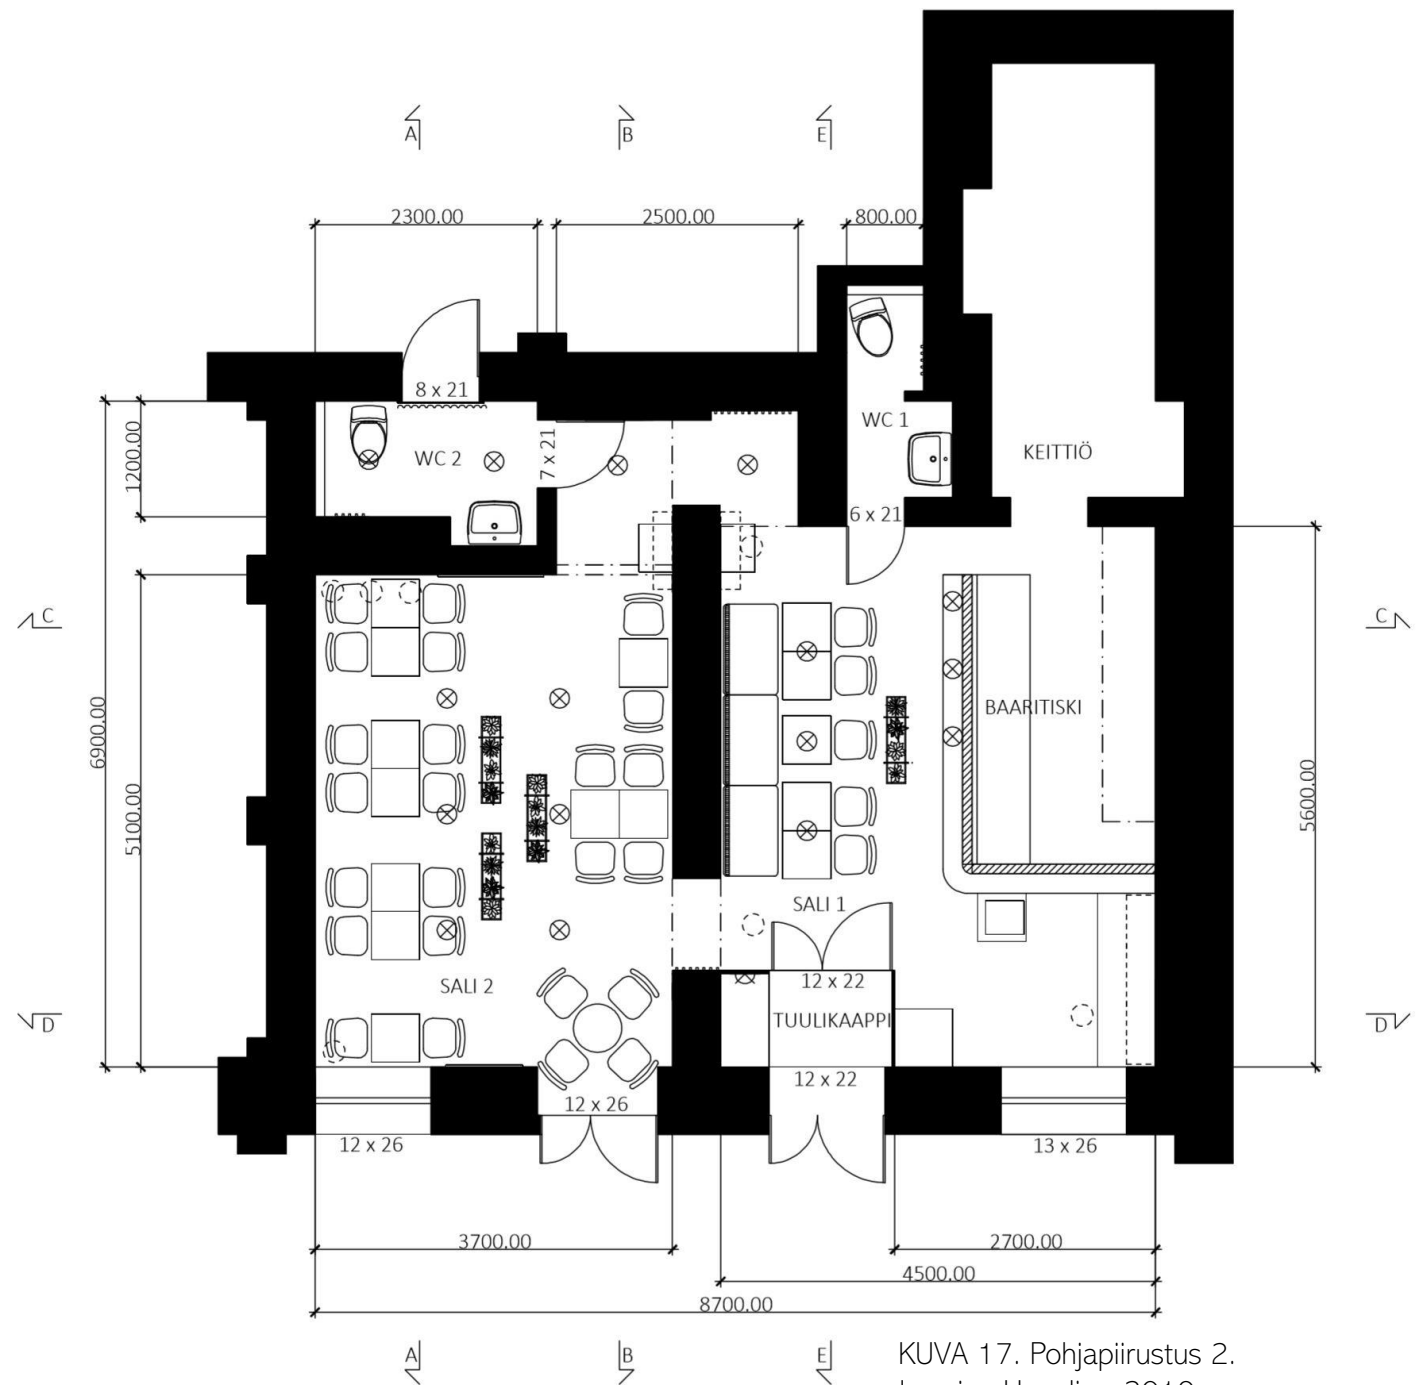 A B E
2300.00 2500.00 800.00
8 x 21
WC 1
7 x 21
WC 2
KEITTIÖ
1200.00
6 x 21
C C
BAARITISKI
6900.00
5100.00
5600.00
SALI 1
12 x 22
SALI 2
TUULIKAAPPI
D D
12 x 22
12 x 26
12 x 26
13 x 26
3700.00 2700.00
4500.00
8700.00
A B E
KUVA 17. Pohjapiirustus 2.